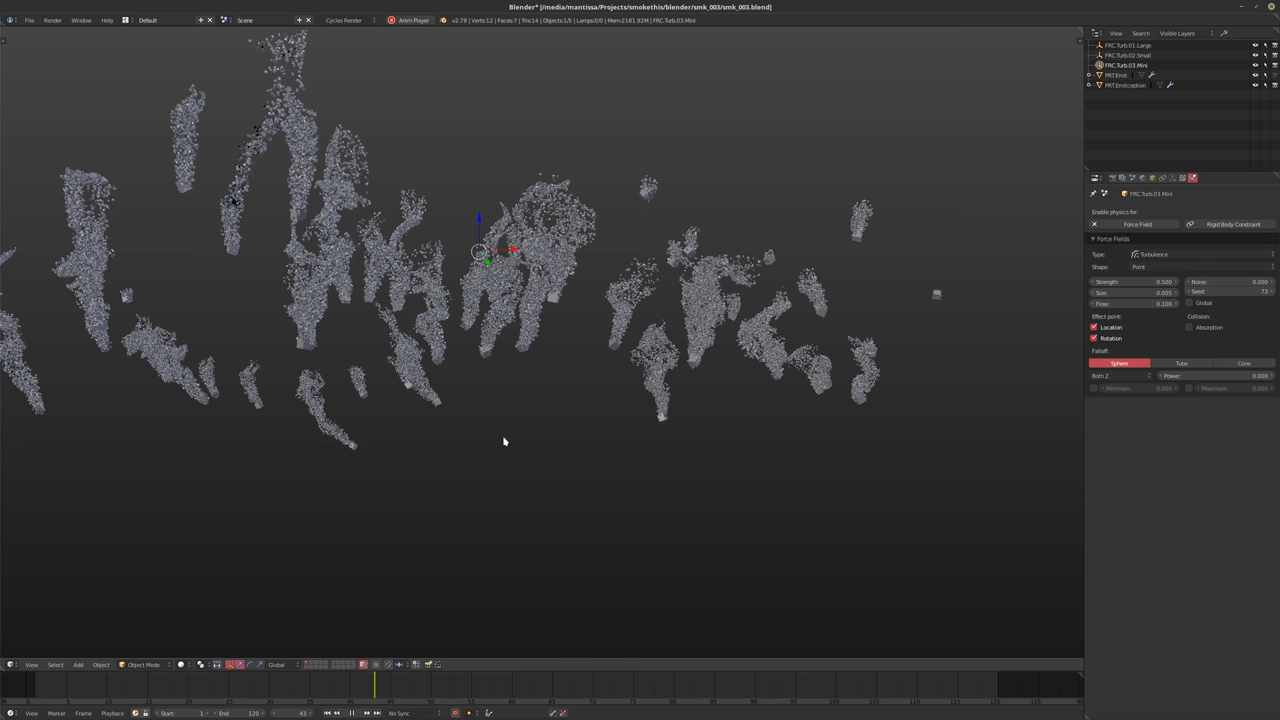 Blender* [/media/mantissa/Projects/smokethis/blender/smk_003/smk_003.blend]
File Render Window Help Default Scene Cycles Render Anim Player v2.78 | Verts:12 | Faces:7 | Tris:14 | Objects:1/5 | Lamps:0/0 | Mem:2181.92M | FRC.Turb.03.Mini
View Search Visible Layers
FRC.Turb.01.Large
FRC.Turb.02.Small
FRC.Turb.03.Mini
PRT.Emit
PRT.Emitception
FRC.Turb.03.Mini
Enable physics for:
Force Field Rigid Body Constraint
Force Fields
Type: Turbulence
Shape: Point
Strength: 0.500 Noise: 0.000
Size: 0.005 Seed: 73
Flow: 0.100 Global
Effect point: Collision:
Location Absorption
Rotation
Falloff:
Sphere Tube Cone
Both Z Power: 0.000
Minimum: 0.000 Maximum: 0.000
View Select Add Object Object Mode Global
View Marker Frame Playback Start: 1 End: 120 43 No Sync